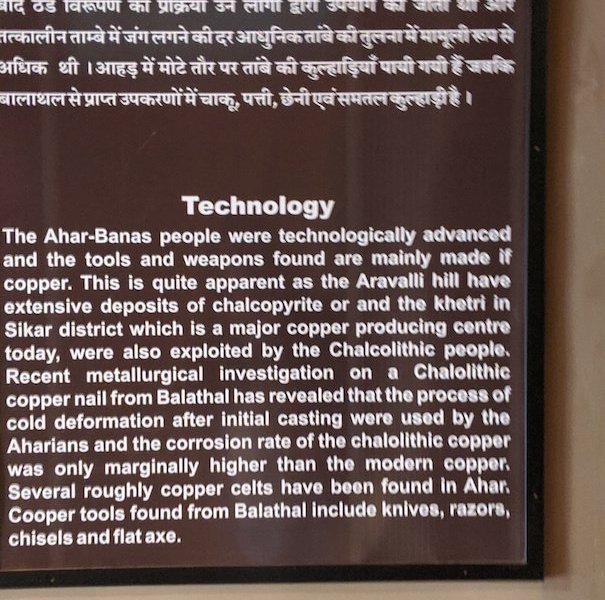 बाद ठंडे विरूपण की प्रक्रिया उन लोगों द्वारा उपयोग की जाती थी और
तत्कालीन ताम्बे में जंग लगने की दर आधुनिक तांबे की तुलना में मामूली रूप से
अधिक थी । आहड़ में मोटे तौर पर तांबे की कुल्हाड़ियाँ पायी गयी हैं जबकि
बालाथल से प्राप्त उपकरणों में चाकू, पत्ती, छेनी एवं समतल कुल्हाड़ी है ।
Technology
The Ahar-Banas people were technologically advanced
and the tools and weapons found are mainly made if
copper. This is quite apparent as the Aravalli hill have
extensive deposits of chalcopyrite or and the khetri in
Sikar district which is a major copper producing centre
today, were also exploited by the Chalcolithic people.
Recent metallurgical investigation on a Chalolithic
copper nail from Balathal has revealed that the process of
cold deformation after initial casting were used by the
Aharians and the corrosion rate of the chalolithic copper
was only marginally higher than the modern copper.
Several roughly copper celts have been found in Ahar.
Cooper tools found from Balathal include knives, razors,
chisels and flat axe.